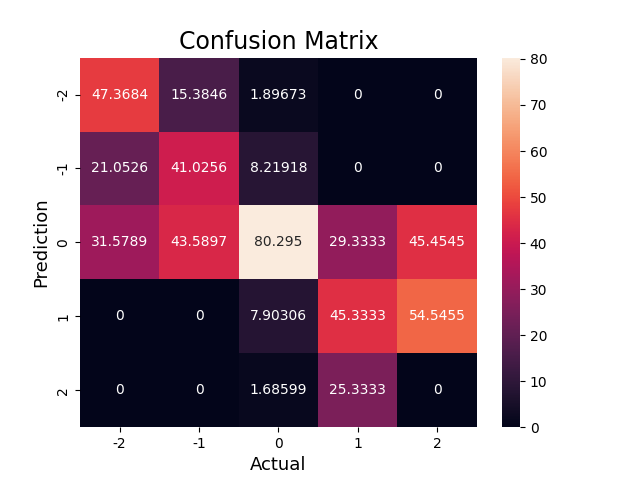 Confusion Matrix
80
-2 47.3684 15.3846 1.89673 0 0
70
60
-1 21.0526 41.0256 8.21918 0 0
50
Prediction
0 31.5789 43.5897 80.295 29.3333 45.4545
40
30
1 0 0 7.90306 45.3333 54.5455
20
2 0 0 1.68599 25.3333 0
10
0
-2 -1 0 1 2
Actual